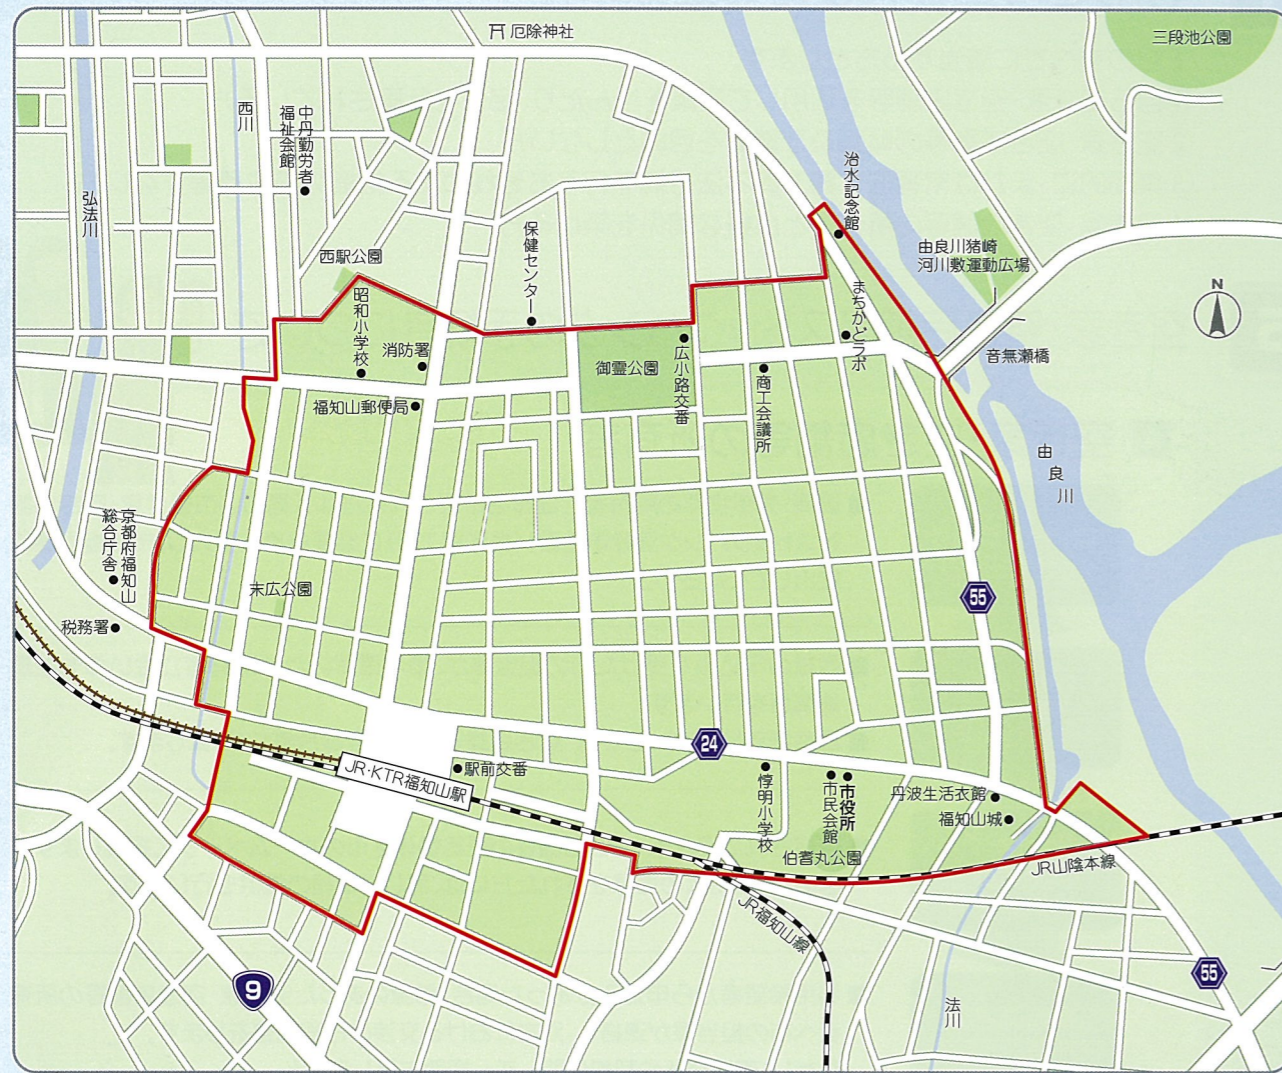 厄除神社
三段池公園
西川
中丹勤労者
福祉会館
弘法川
治水記念館
保健センター
西駅公園
由良川猪崎
河川敷運動広場
N
昭和小学校
消防署
まちかどラボ
音無瀬橋
広小路交番
御霊公園
商工会議所
福知山郵便局
由良川
京都府福知山
総合庁舎
末広公園
55
税務署
24
JR・KTR福知山駅
駅前交番
惇明小学校
市民会館
市役所
丹波生活衣館
福知山城
伯耆丸公園
JR山陰本線
JR福知山線
9
法川
55